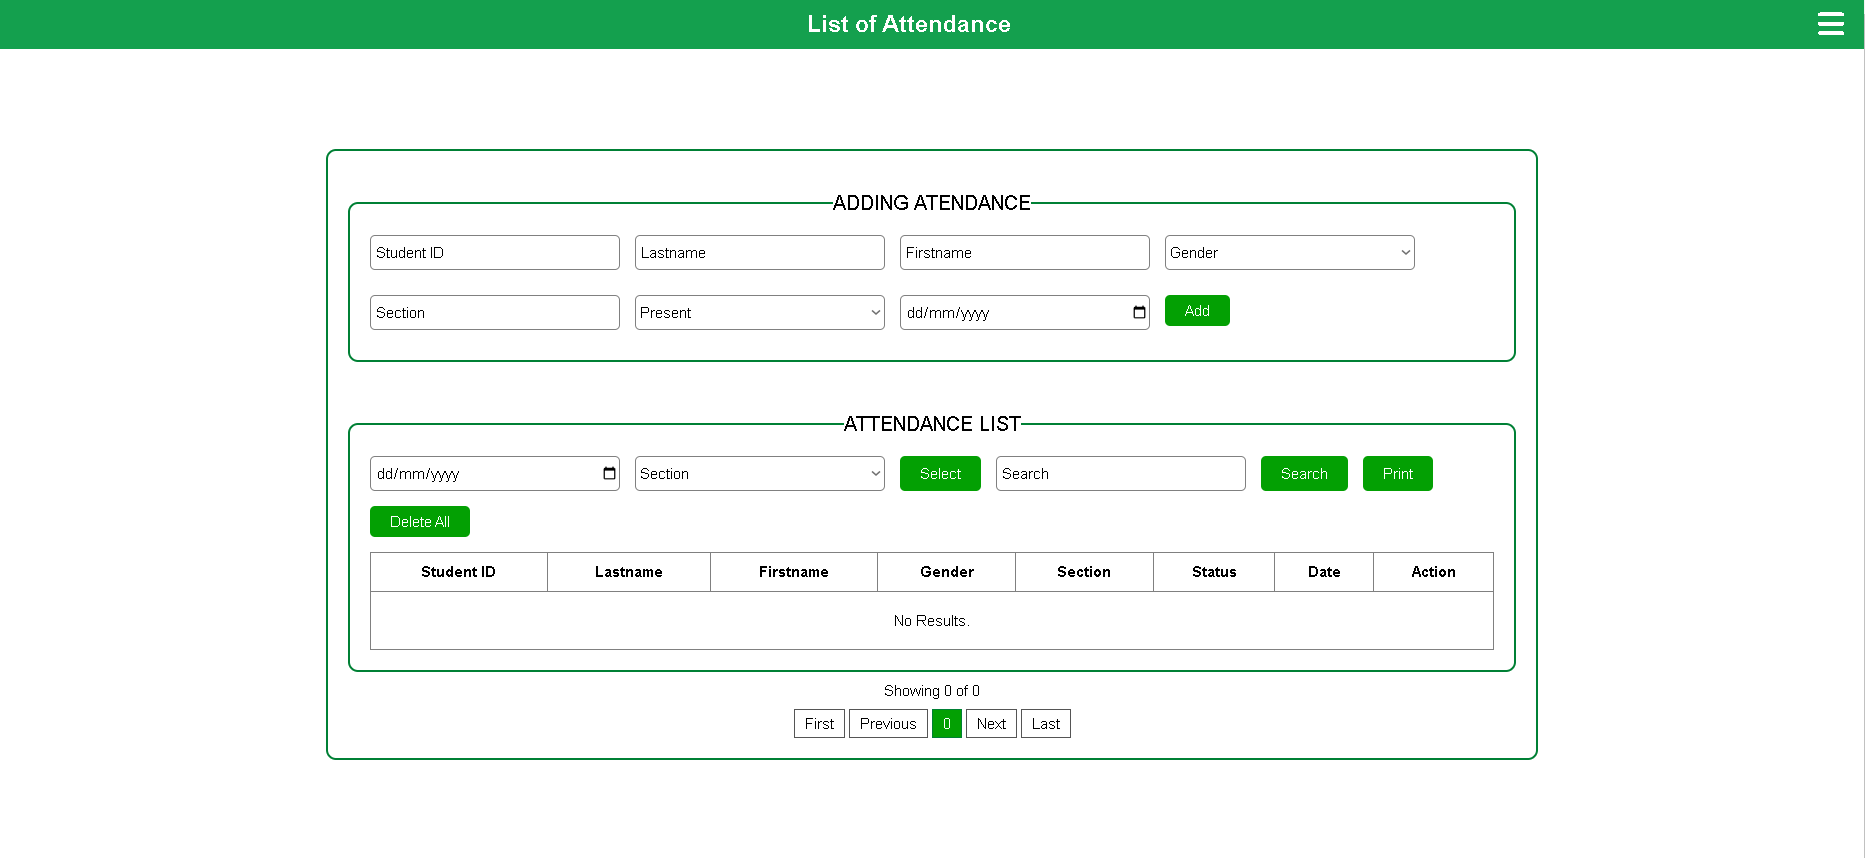 List of Attendance
ADDING ATENDANCE
Student ID Lastname Firstname Gender
Section Present dd/mm/yyyy Add
ATTENDANCE LIST
dd/mm/yyyy Section Select Search Search Print
Delete All
Student ID Lastname Firstname Gender Section Status Date Action
No Results.
Showing 0 of 0
First Previous 0 Next Last